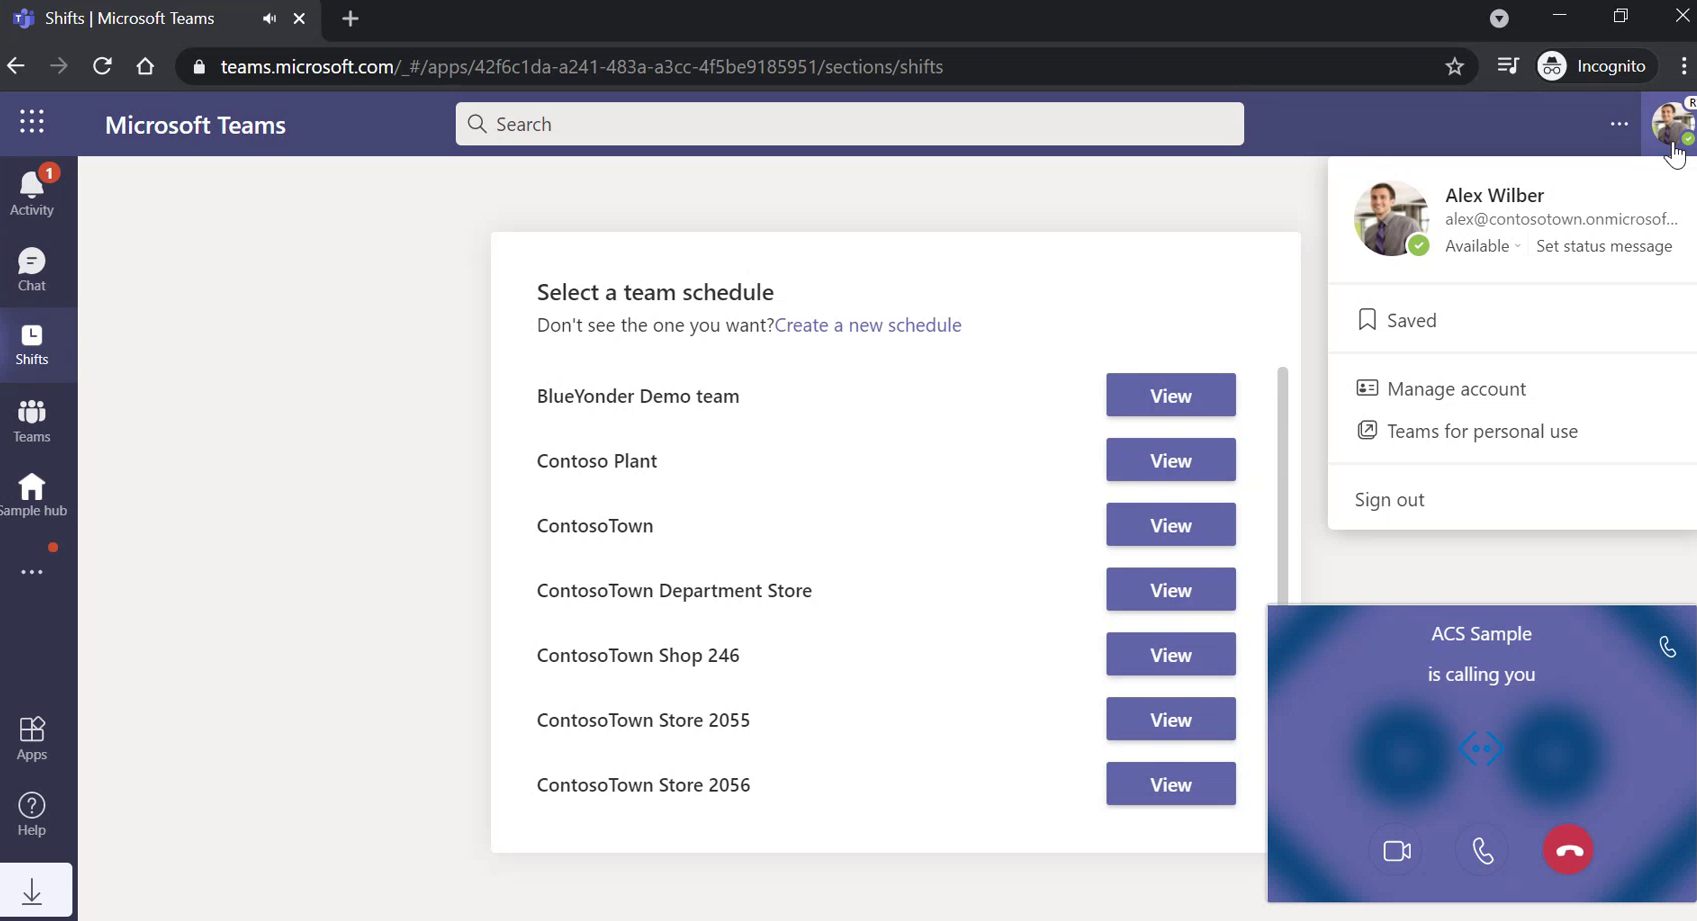 Shifts | Microsoft Teams
teams.microsoft.com/_#/apps/42f6c1da-a241-483a-a3cc-4f5be9185951/sections/shifts
Incognito
Microsoft Teams
Search
R
1
Activity
Chat
Shifts
Teams
Sample hub
Apps
Help
Select a team schedule
Don't see the one you want?Create a new schedule
BlueYonder Demo team View
Contoso Plant View
ContosoTown View
ContosoTown Department Store View
ContosoTown Shop 246 View
ContosoTown Store 2055 View
ContosoTown Store 2056 View
Alex Wilber
alex@contosotown.onmicrosof...
Available Set status message
Saved
Manage account
Teams for personal use
Sign out
ACS Sample
is calling you